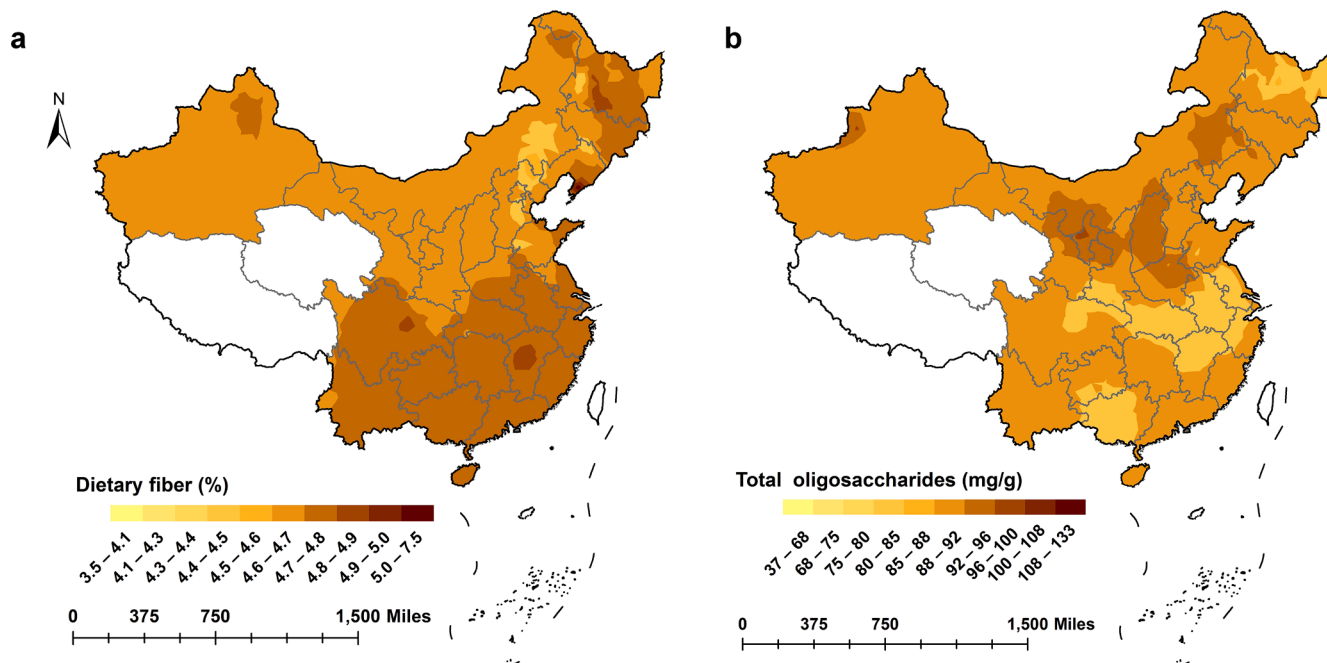 a
N
Dietary fiber (%)
3.5 – 4.1
4.1 – 4.3
4.3 – 4.4
4.4 – 4.5
4.5 – 4.6
4.6 – 4.7
4.7 – 4.8
4.8 – 4.9
4.9 – 5.0
5.0 – 7.5
0 375 750 1,500 Miles
b
Total oligosaccharides (mg/g)
37 – 68
68 – 75
75 – 80
80 – 85
85 – 88
88 – 92
92 – 96
96 – 100
100 – 108
108 – 133
0 375 750 1,500 Miles